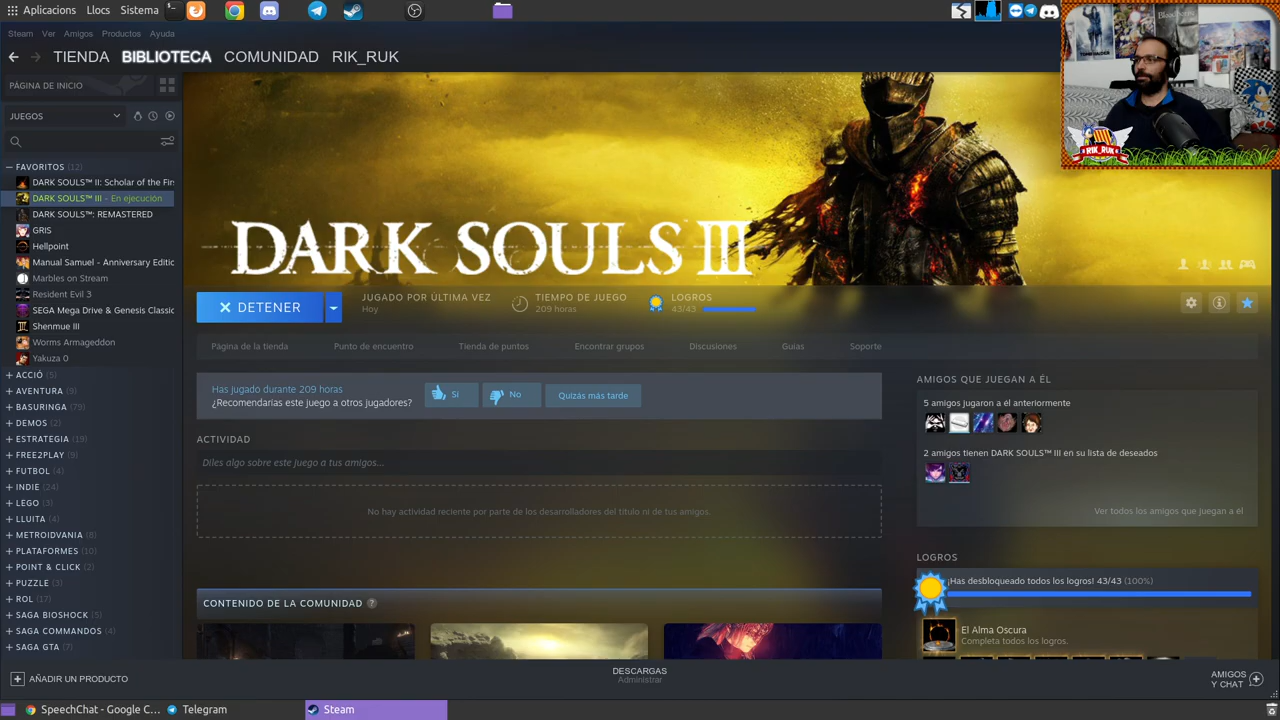 Aplicacions Llocs Sistema
Steam Ver Amigos Productos Ayuda
TIENDA BIBLIOTECA COMUNIDAD RIK_RUK
PÁGINA DE INICIO
JUEGOS
FAVORITOS (12)
DARK SOULS™ II: Scholar of the Fir
DARK SOULS™ III - En ejecución
DARK SOULS™: REMASTERED
GRIS
Hellpoint
Manual Samuel - Anniversary Editic
Marbles on Stream
Resident Evil 3
SEGA Mega Drive & Genesis Classic
Shenmue III
Worms Armageddon
Yakuza 0
ACCIÓ (5)
AVENTURA (9)
BASURINGA (79)
DEMOS (2)
ESTRATEGIA (19)
FREE2PLAY (9)
FUTBOL (4)
INDIE (24)
LEGO (3)
LLUITA (4)
METROIDVANIA (8)
PLATAFORMES (10)
POINT & CLICK (2)
PUZZLE (3)
ROL (17)
SAGA BIOSHOCK (5)
SAGA COMMANDOS (4)
SAGA GTA (7)
DARK SOULS III
DETENER
JUGADO POR ÚLTIMA VEZ
Hoy
TIEMPO DE JUEGO
209 horas
LOGROS
43/43
Página de la tienda Punto de encuentro Tienda de puntos Encontrar grupos Discusiones Guías Soporte
Has jugado durante 209 horas
¿Recomendarías este juego a otros jugadores?
Sí No Quizás más tarde
ACTIVIDAD
Diles algo sobre este juego a tus amigos...
No hay actividad reciente por parte de los desarrolladores del título ni de tus amigos.
CONTENIDO DE LA COMUNIDAD ?
AMIGOS QUE JUEGAN A ÉL
5 amigos jugaron a él anteriormente
2 amigos tienen DARK SOULS™ III en su lista de deseados
Ver todos los amigos que juegan a él
LOGROS
¡Has desbloqueado todos los logros! 43/43 (100%)
El Alma Oscura
Completa todos los logros.
TOMB RAIDER
Bloodborne
RIK_RUK
AÑADIR UN PRODUCTO
DESCARGAS
Administrar
AMIGOS
Y CHAT
SpeechChat - Google C... Telegram Steam